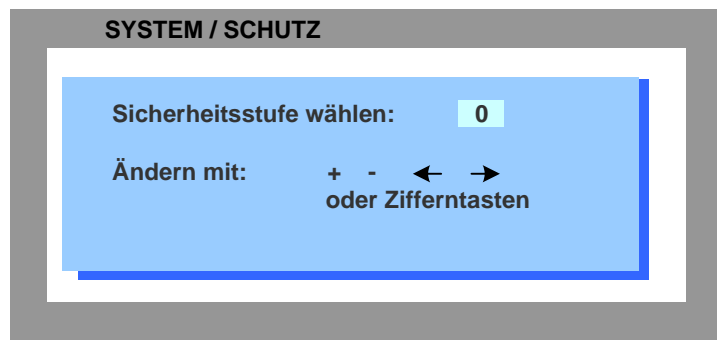 SYSTEM / SCHUTZ
Sicherheitsstufe wählen: 0
Ändern mit: + - ← →
oder Zifferntasten